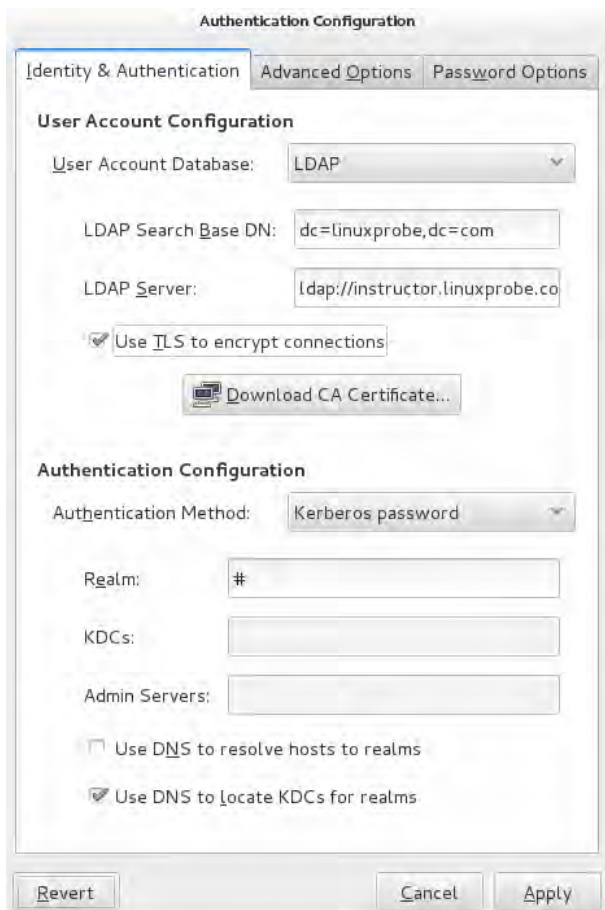 Authentication Configuration
Identity & Authentication
Advanced Options
Password Options
User Account Configuration
User Account Database:
LDAP
LDAP Search Base DN:
dc=linuxprobe,dc=com
LDAP Server:
ldap://instructor.linuxprobe.co
Use TLS to encrypt connections
Download CA Certificate...
Authentication Configuration
Authentication Method:
Kerberos password
Realm:
#
KDCs:
Admin Servers:
Use DNS to resolve hosts to realms
Use DNS to locate KDCs for realms
Revert
Cancel
Apply